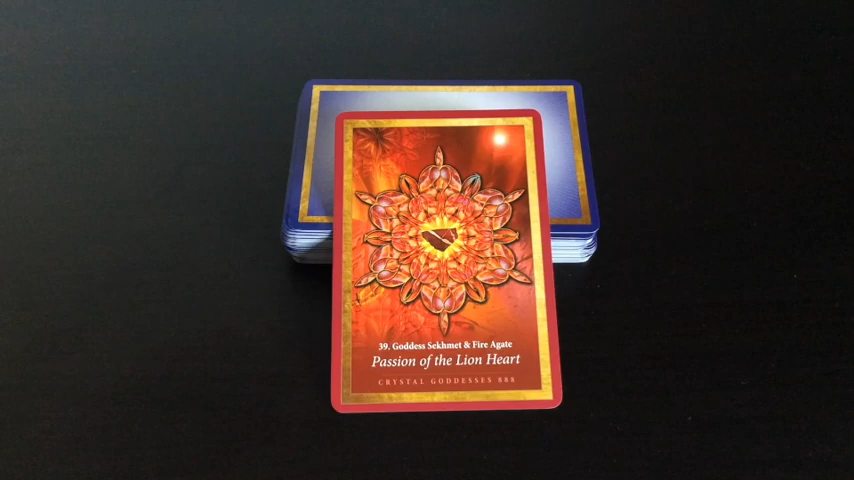 39. Goddess Sekhmet & Fire Agate
Passion of the Lion Heart
CRYSTAL GODDESSES 888